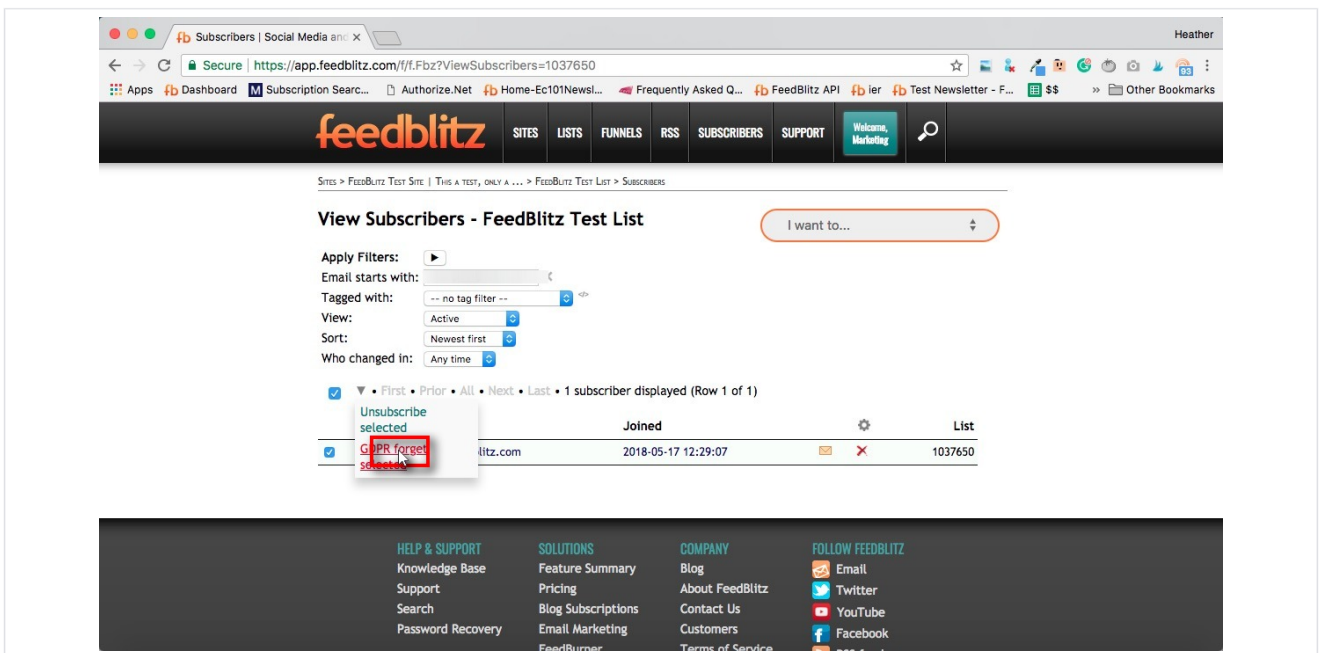 Subscribers | Social Media and
Heather
Secure | https://app.feedblitz.com/f/f.Fbz?ViewSubscribers=1037650
93
Apps Dashboard Subscription Searc... Authorize.Net Home-Ec101Newsl... Frequently Asked Q... FeedBlitz API ier Test Newsletter - F... $$ » Other Bookmarks
feedblitz SITES LISTS FUNNELS RSS SUBSCRIBERS SUPPORT Welcome, Marketing
SITES > FEEDBLITZ TEST SITE | THIS A TEST, ONLY A ... > FEEDBLITZ TEST LIST > SUBSCRIBERS
View Subscribers - FeedBlitz Test List
I want to...
Apply Filters:
Email starts with:
Tagged with: -- no tag filter --
View: Active
Sort: Newest first
Who changed in: Any time
• First • Prior • All • Next • Last • 1 subscriber displayed (Row 1 of 1)
Unsubscribe
selected
Joined List
GDPR forget
selected
litz.com 2018-05-17 12:29:07 1037650
HELP & SUPPORT SOLUTIONS COMPANY FOLLOW FEEDBLITZ
Knowledge Base Feature Summary Blog Email
Support Pricing About FeedBlitz Twitter
Search Blog Subscriptions Contact Us YouTube
Password Recovery Email Marketing Customers Facebook
FeedBurner Terms of Service